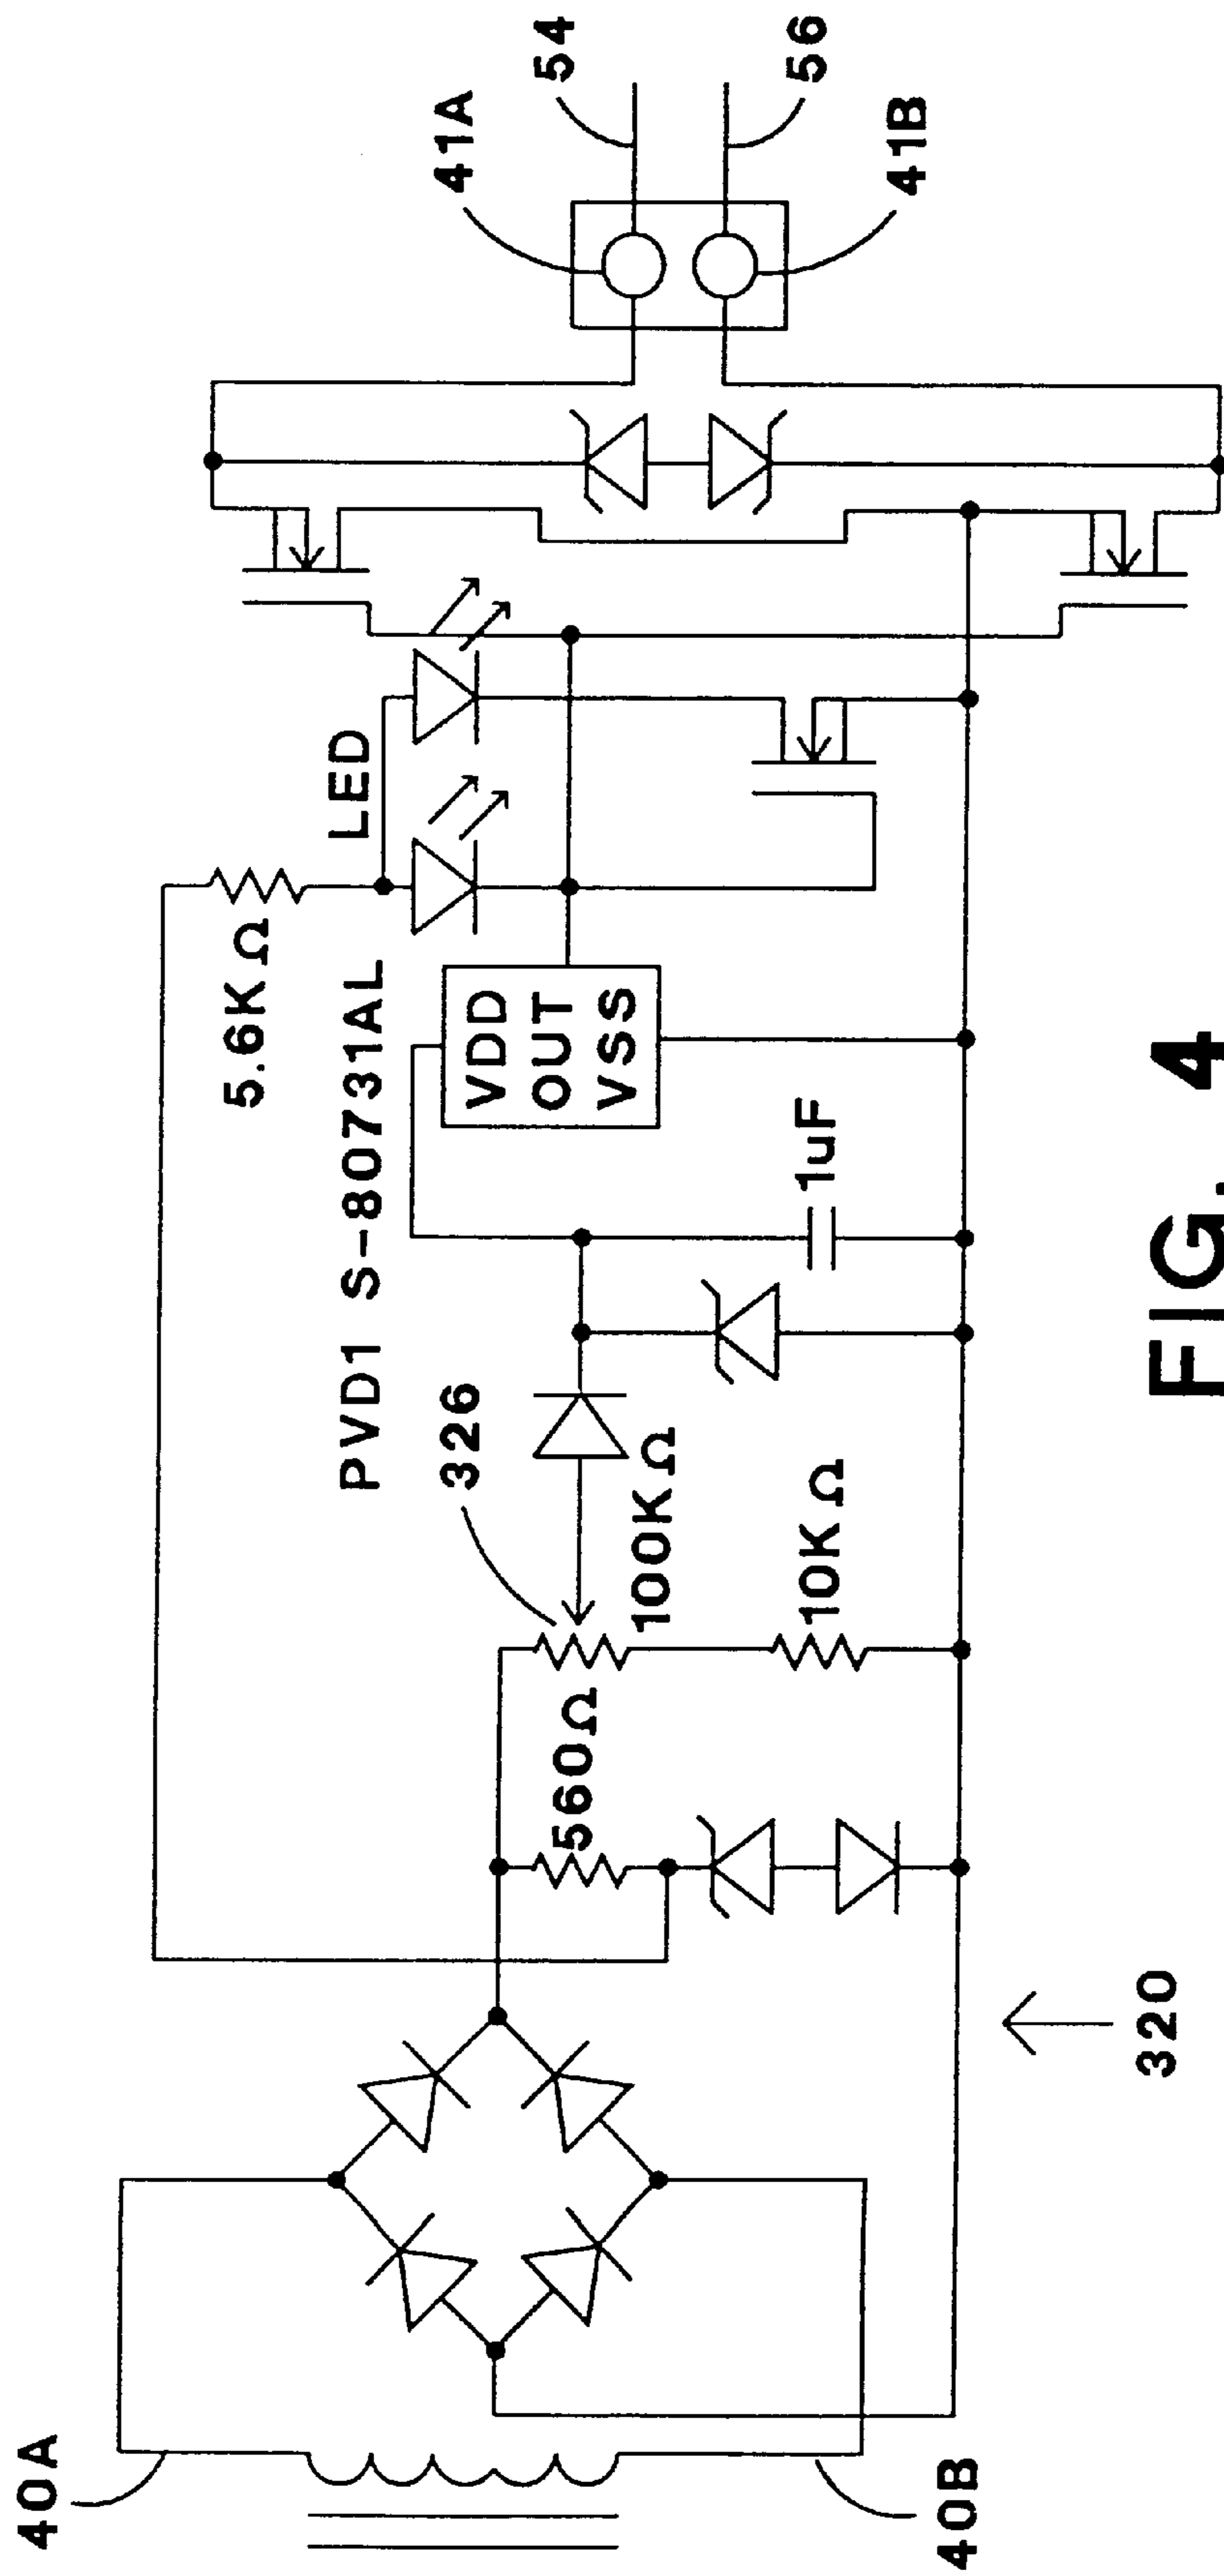 40A
40B
320
560Ω
326
100KΩ
10KΩ
PVD1 S-80731AL
1uF
VDD
OUT
VSS
5.6KΩ
LED
41A
54
56
41B
FIG. 4